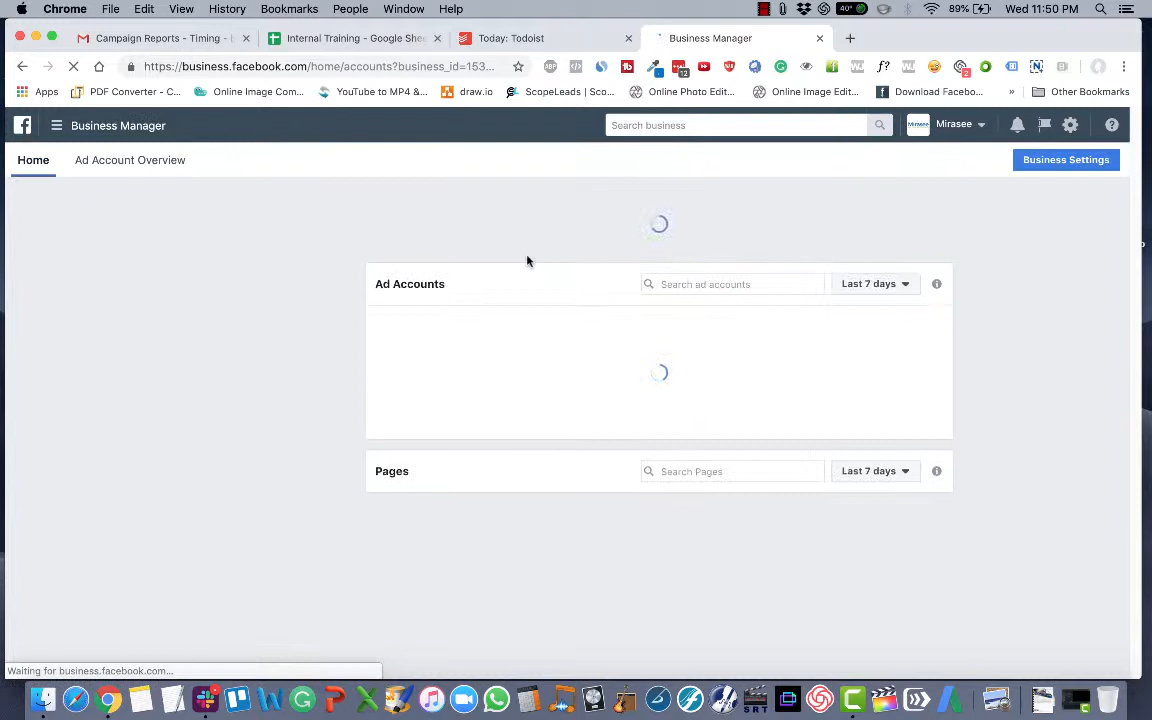 Chrome File Edit View History Bookmarks People Window Help 40° 89% Wed 11:50 PM
Campaign Reports - Timing - Internal Training - Google She Today: Todoist Business Manager
https://business.facebook.com/home/accounts?business_id=153...
Apps PDF Converter - C... Online Image Com... YouTube to MP4 &... draw.io ScopeLeads | Sco... Online Photo Edit... Online Image Edit... Download Facebo... » Other Bookmarks
Business Manager Search business Mirasee
Home Ad Account Overview Business Settings
Ad Accounts Search ad accounts Last 7 days
Pages Search Pages Last 7 days
Waiting for business.facebook.com...